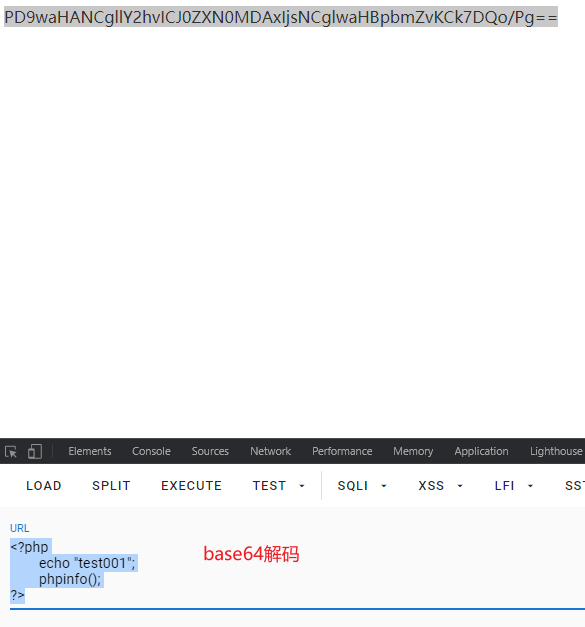 PD9waHANCgllY2hvICJ0ZXN0MDAxIjsNCglwaHBpbmZvKCk7DQo/Pg==
Elements Console Sources Network Performance Memory Application Lighthouse
LOAD SPLIT EXECUTE TEST SQLI XSS LFI SST
URL
<?php
echo "test001";
phpinfo();
?>
base64解码